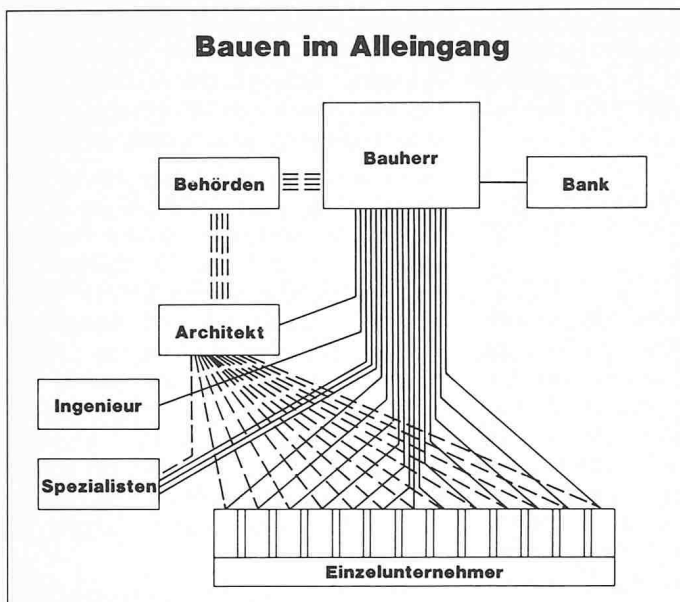 Bauen im Alleingang
Bauherr
Behörden
Bank
Architekt
Ingenieur
Spezialisten
Einzelunternehmer